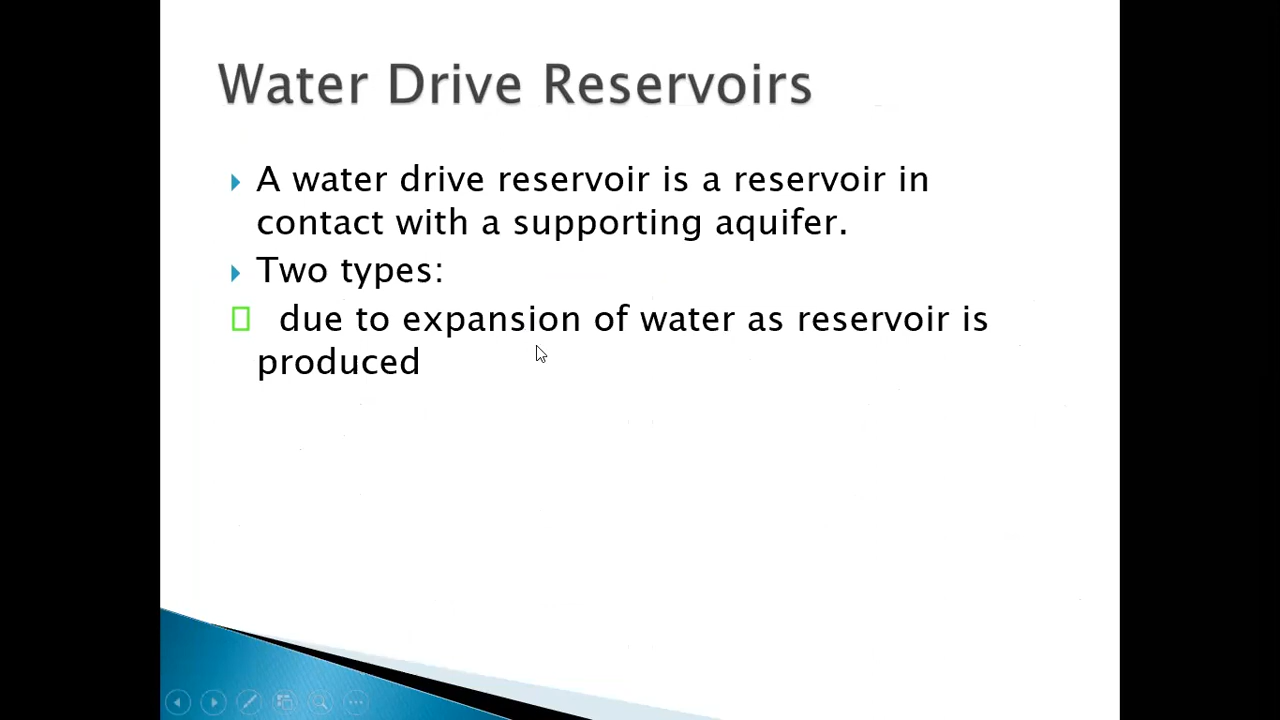 Water Drive Reservoirs
A water drive reservoir is a reservoir in
contact with a supporting aquifer.
Two types:
due to expansion of water as reservoir is
produced